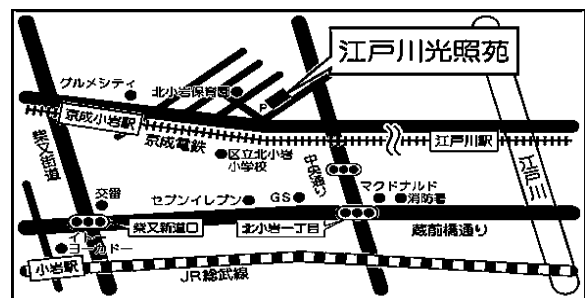 江戸川光照苑
グルメシティ
北小岩保育園
P
京成小岩駅
京成電鉄
江戸川駅
柴又街道
区立北小岩
小学校
中央通り
江戸川
交番
セブンイレブン
GS
マクドナルド
消防署
柴又新道口
北小岩一丁目
蔵前橋通り
イトー
ヨーカドー
小岩駅
JR総武線